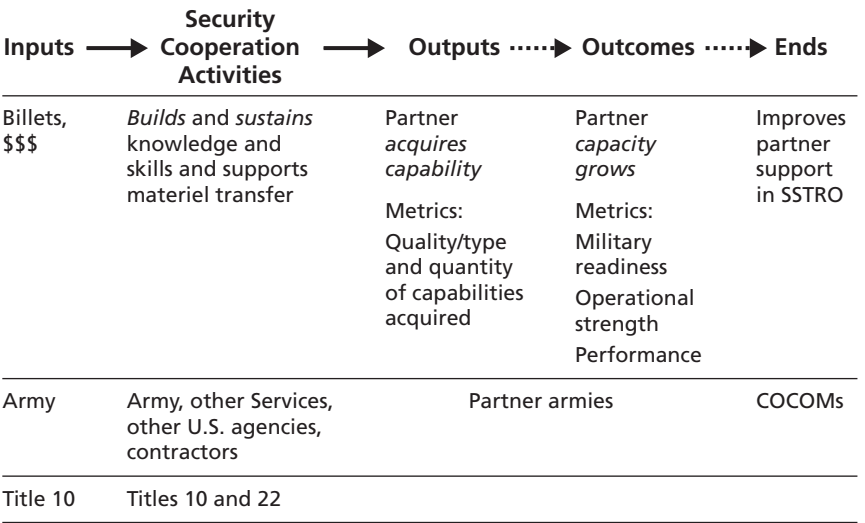 Inputs Security Cooperation Activities Outputs Outcomes Ends
Billets,
$$$
Builds and sustains
knowledge and
skills and supports
materiel transfer
Partner
acquires
capability
Metrics:
Quality/type
and quantity
of capabilities
acquired
Partner
capacity
grows
Metrics:
Military
readiness
Operational
strength
Performance
Improves
partner
support
in SSTRO
Army
Army, other Services,
other U.S. agencies,
contractors
Partner armies
COCOMs
Title 10
Titles 10 and 22